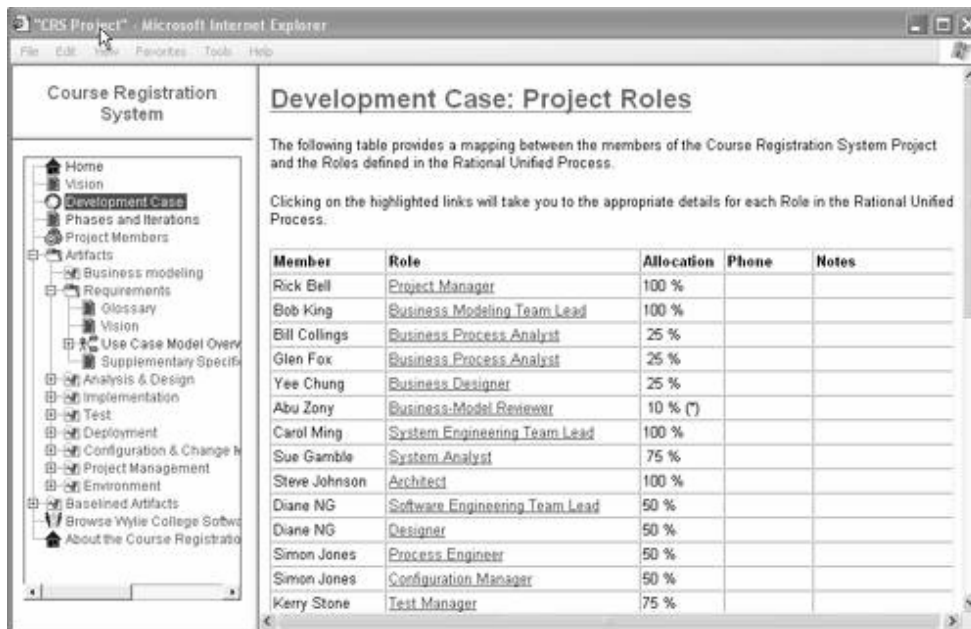 "CRS Project" - Microsoft Internet Explorer
File Edit View Favorites Tools Help
Course Registration
System
Home
Vision
Development Case
Phases and Iterations
Project Members
Artifacts
Business modeling
Requirements
Glossary
Vision
Use Case Model Overv
Supplementary Specifi
Analysis & Design
Implementation
Test
Deployment
Configuration & Change M
Project Management
Environment
Baselined Artifacts
Browse Wylie College Softwa
About the Course Registratio
Development Case: Project Roles
The following table provides a mapping between the members of the Course Registration System Project
and the Roles defined in the Rational Unified Process.
Clicking on the highlighted links will take you to the appropriate details for each Role in the Rational Unified
Process.
Member Role Allocation Phone Notes
Rick Bell Project Manager 100 %
Bob King Business Modeling Team Lead 100 %
Bill Collings Business Process Analyst 25 %
Glen Fox Business Process Analyst 25 %
Yee Chung Business Designer 25 %
Abu Zony Business-Model Reviewer 10 % (*)
Carol Ming System Engineering Team Lead 100 %
Sue Gamble System Analyst 75 %
Steve Johnson Architect 100 %
Diane NG Software Engineering Team Lead 50 %
Diane NG Designer 50 %
Simon Jones Process Engineer 50 %
Simon Jones Configuration Manager 50 %
Kerry Stone Test Manager 75 %